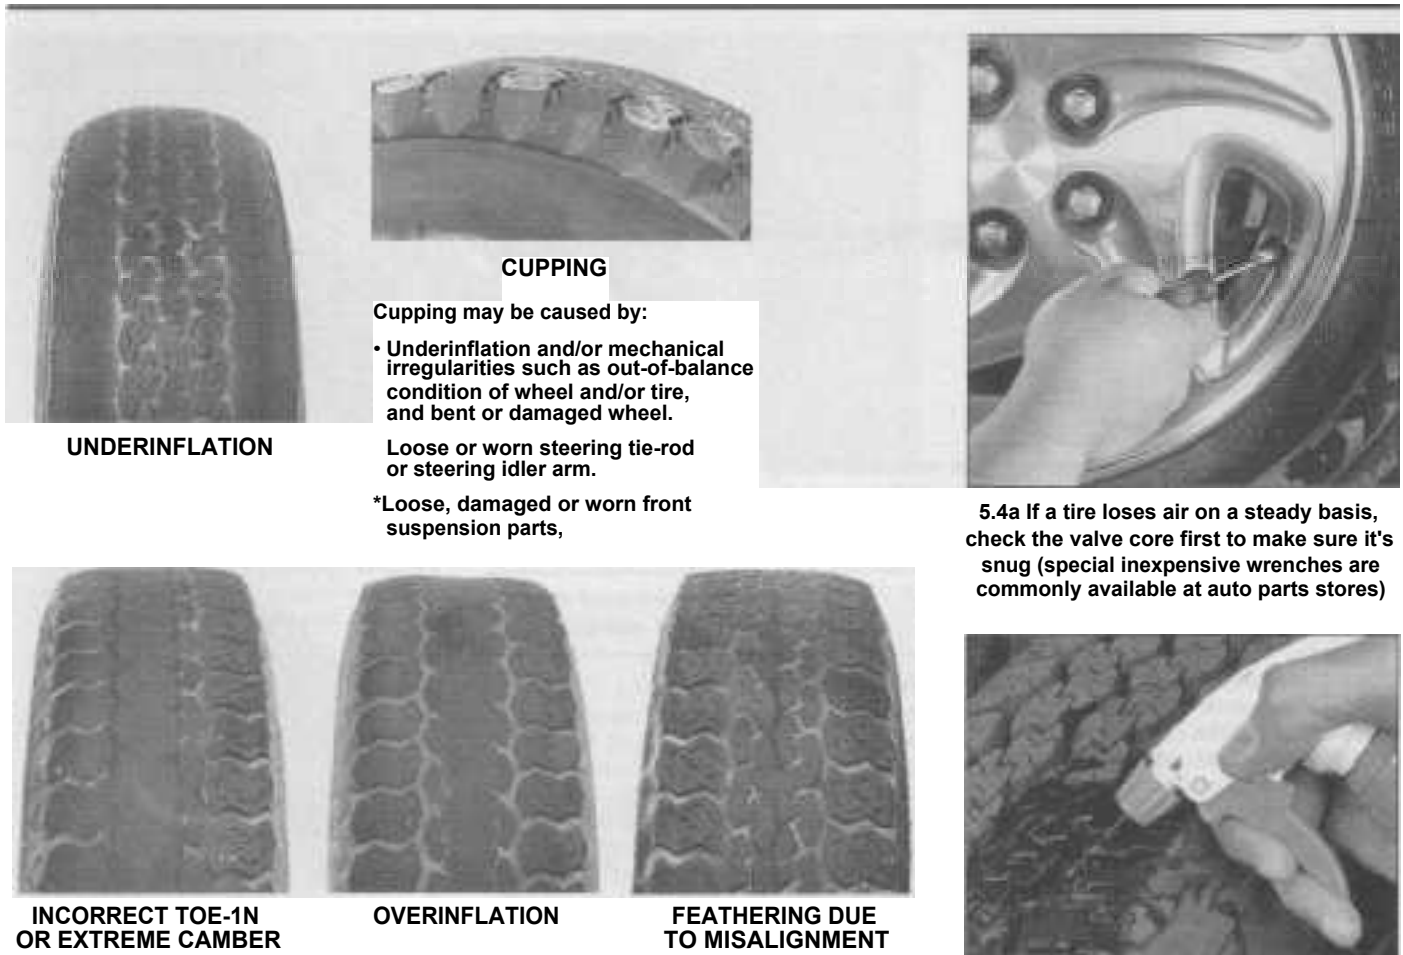 CUPPING
Cupping may be caused by:
• Underinflation and/or mechanical
irregularities such as out-of-balance
condition of wheel and/or tire,
and bent or damaged wheel.
Loose or worn steering tie-rod
or steering idler arm.
*Loose, damaged or worn front
suspension parts,
UNDERINFLATION
5.4a If a tire loses air on a steady basis,
check the valve core first to make sure it's
snug (special inexpensive wrenches are
commonly available at auto parts stores)
INCORRECT TOE-1N
OR EXTREME CAMBER
OVERINFLATION
FEATHERING DUE
TO MISALIGNMENT